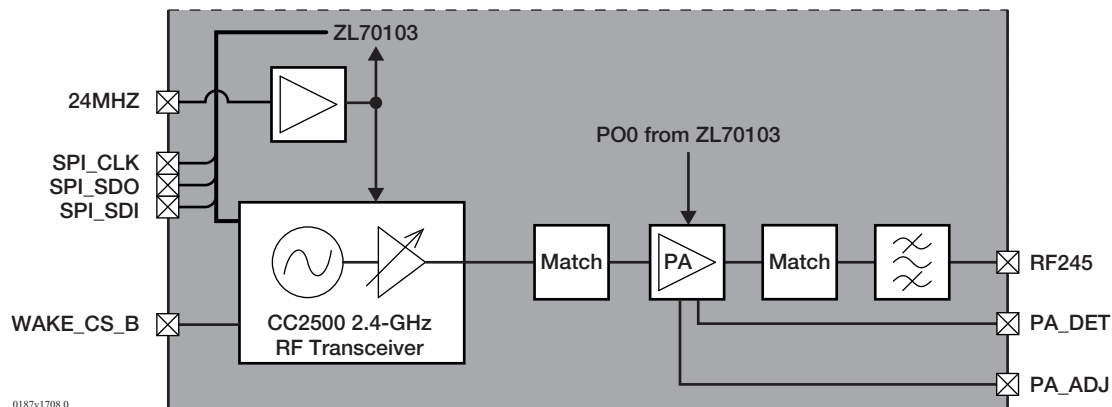 ZL70103
24MHZ
PO0 from ZL70103
SPI_CLK
SPI_SDO
SPI_SDI
Match
PA
Match
RF245
WAKE_CS_B
CC2500 2.4-GHz
RF Transceiver
PA_DET
PA_ADJ
0187v1708.0